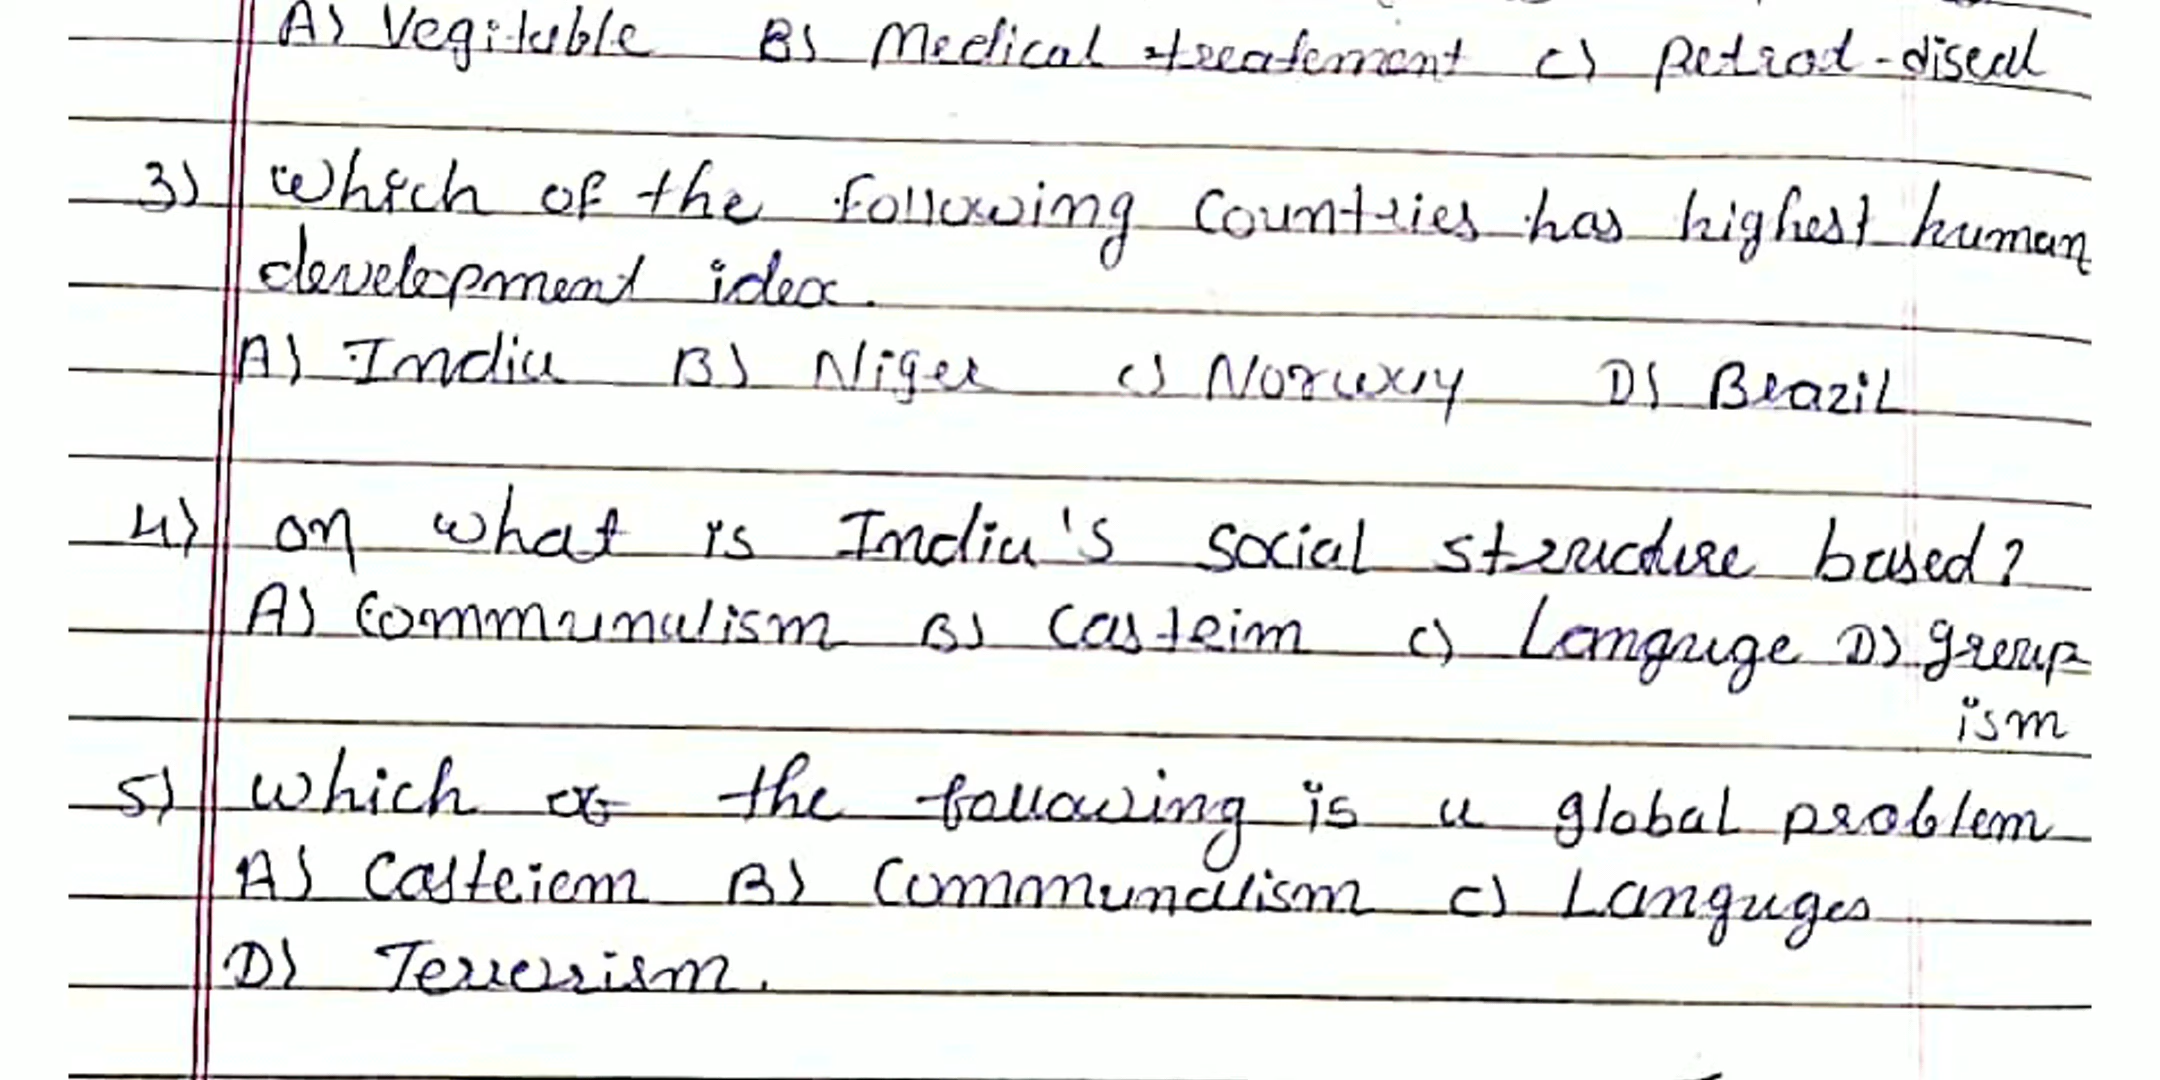 A) Vegitable B) Medical treatement C) Petrod-diseal
3) Which of the following Countries has highest human
development idex.
A) India B) Niger C) Norway D) Brazil
4) on what is India's social structure based?
A) Communalism B) Casteim C) Languge D) group
ism
5) which of the following is a global problem
A) Casteiem B) Communalism C) Languges
D) Terrorism.